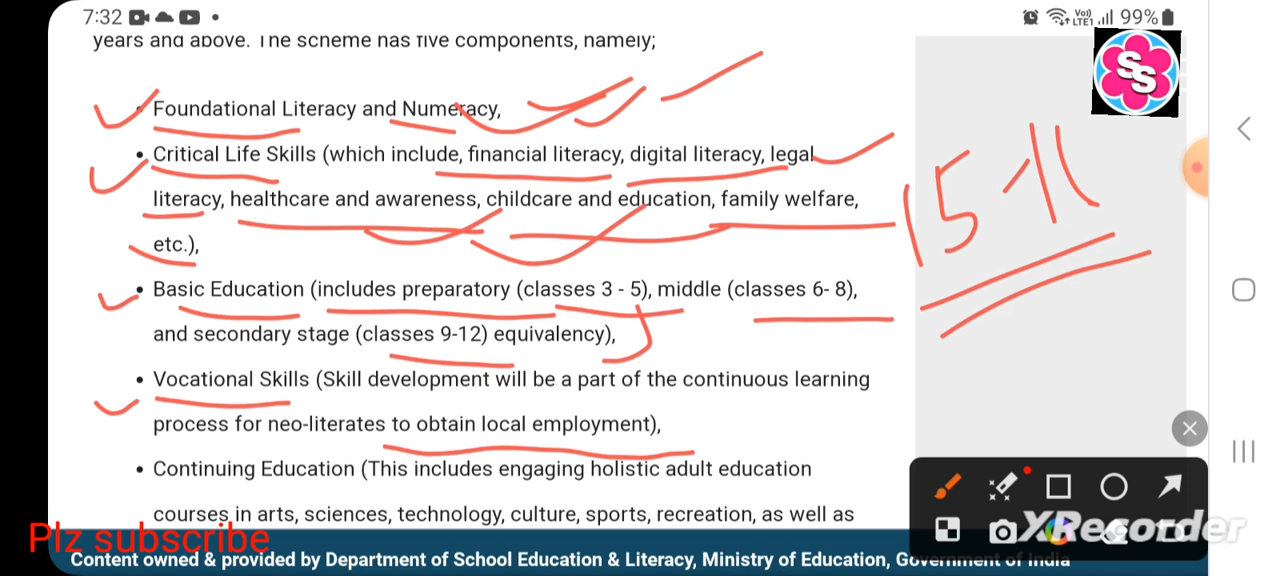 7:32
Vo)) LTE1 99%
years and above. The scheme has five components, namely;
SS
• Foundational Literacy and Numeracy,
• Critical Life Skills (which include, financial literacy, digital literacy, legal
literacy, healthcare and awareness, childcare and education, family welfare,
etc.),
15
• Basic Education (includes preparatory (classes 3 - 5), middle (classes 6- 8),
and secondary stage (classes 9-12) equivalency),
• Vocational Skills (Skill development will be a part of the continuous learning
process for neo-literates to obtain local employment),
• Continuing Education (This includes engaging holistic adult education
courses in arts, sciences, technology, culture, sports, recreation, as well as
XRecorder
Plz subscribe
Content owned & provided by Department of School Education & Literacy, Ministry of Education, Government of India